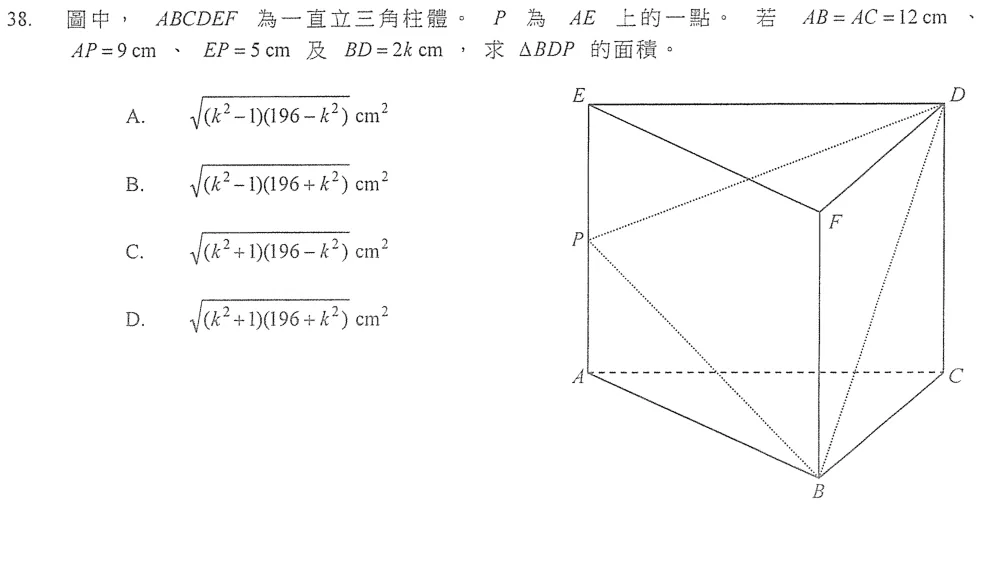 38. 圖中， ABCDEF 為一直立三角柱體。 P 為 AE 上的一點。 若 AB = AC = 12 cm 、
AP = 9 cm 、 EP = 5 cm 及 BD = 2k cm ，求 ΔBDP 的面積。
A. √((k² − 1)(196 − k²)) cm²
B. √((k² − 1)(196 + k²)) cm²
C. √((k² + 1)(196 − k²)) cm²
D. √((k² + 1)(196 + k²)) cm²
E
D
F
P
A
C
B